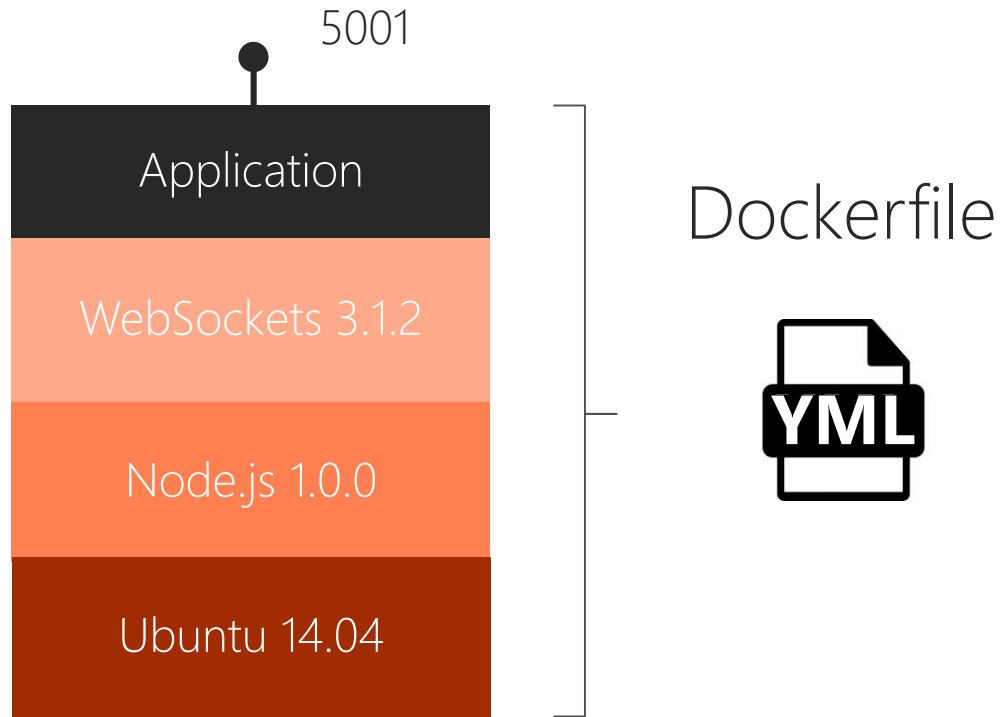 5001
Application
WebSockets 3.1.2
Node.js 1.0.0
Ubuntu 14.04
Dockerfile
YML